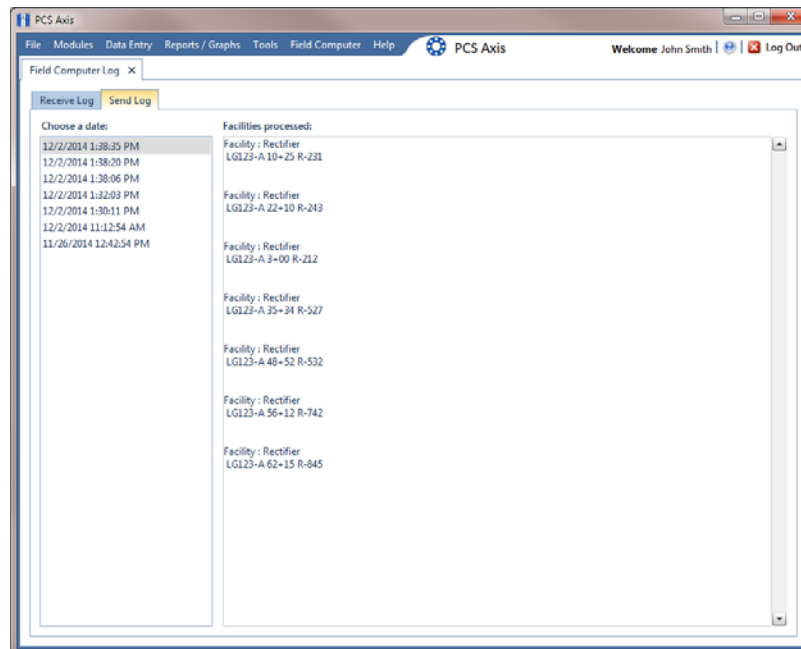 PCS Axis
File Modules Data Entry Reports / Graphs Tools Field Computer Help PCS Axis Welcome John Smith | | Log Out
Field Computer Log X
Receive Log Send Log
Choose a date: Facilities processed:
12/2/2014 1:38:35 PM
12/2/2014 1:38:20 PM
12/2/2014 1:38:06 PM
12/2/2014 1:32:03 PM
12/2/2014 1:30:11 PM
12/2/2014 11:12:54 AM
11/26/2014 12:42:54 PM
Facility : Rectifier
LG123-A 10+25 R-231
Facility : Rectifier
LG123-A 22+10 R-243
Facility : Rectifier
LG123-A 3+00 R-212
Facility : Rectifier
LG123-A 35+34 R-527
Facility : Rectifier
LG123-A 48+52 R-532
Facility : Rectifier
LG123-A 56+12 R-742
Facility : Rectifier
LG123-A 62+15 R-845